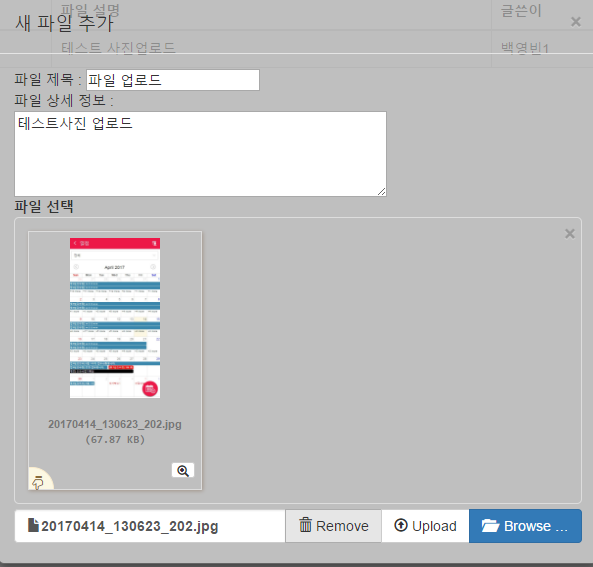 파일 설명 글쓴이
새 파일 추가 ×
테스트 사진업로드 백영빈1
파일 제목 : 파일 업로드
파일 상세 정보 :
테스트사진 업로드
파일 선택
×
April 2017
20170414_130623_202.jpg
(67.87 KB)
20170414_130623_202.jpg Remove Upload Browse ...